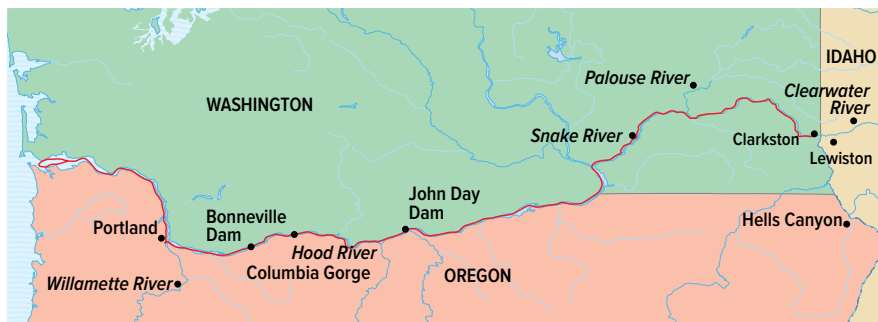 IDAHO
Palouse River
Clearwater
River
WASHINGTON
Snake River
Clarkston
Lewiston
John Day
Dam
Bonneville
Dam
Portland
Hells Canyon
Hood River
Columbia Gorge
OREGON
Willamette River